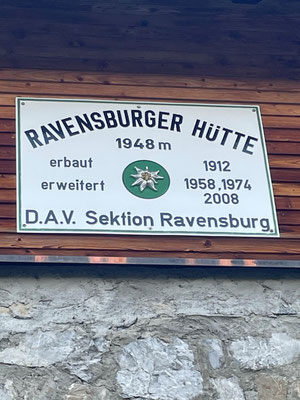 RAVENSBURGER HÜTTE
1948 m
erbaut 1912
erweitert 1958,1974
2008
D.A.V. Sektion Ravensburg